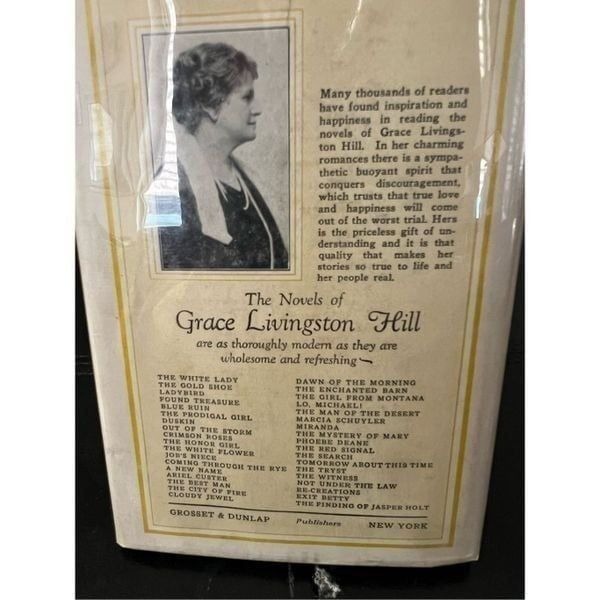 Many thousands of readers
have found inspiration and
happiness in reading the
novels of Grace Livings-
ton Hill. In her charming
romances there is a sympa-
thetic buoyant spirit that
conquers discouragement,
which trusts that true love
and happiness will come
out of the worst trial. Hers
is the priceless gift of un-
derstanding and it is that
quality that makes her
stories so true to life and
her people real.
The Novels of
Grace Livingston Hill
are as thoroughly modern as they are
wholesome and refreshing
THE WHITE LADY
THE GOLD SHOE
LADYBIRD
FOUND TREASURE
BLUE RUIN
THE PRODIGAL GIRL
DUSKIN
OUT OF THE STORM
CRIMSON ROSES
THE HONOR GIRL
THE WHITE FLOWER
JOB'S NIECE
COMING THROUGH THE RYE
A NEW NAME
ARIEL CUSTER
THE BEST MAN
THE CITY OF FIRE
CLOUDY JEWEL
DAWN OF THE MORNING
THE ENCHANTED BARN
THE GIRL FROM MONTANA
LO, MICHAEL!
THE MAN OF THE DESERT
MARCIA SCHUYLER
MIRANDA
THE MYSTERY OF MARY
PHOEBE DEANE
THE RED SIGNAL
THE SEARCH
TOMORROW ABOUT THIS TIME
THE TRYST
THE WITNESS
NOT UNDER THE LAW
RE-CREATIONS
EXIT BETTY
THE FINDING OF JASPER HOLT
GROSSET & DUNLAP Publishers NEW YORK